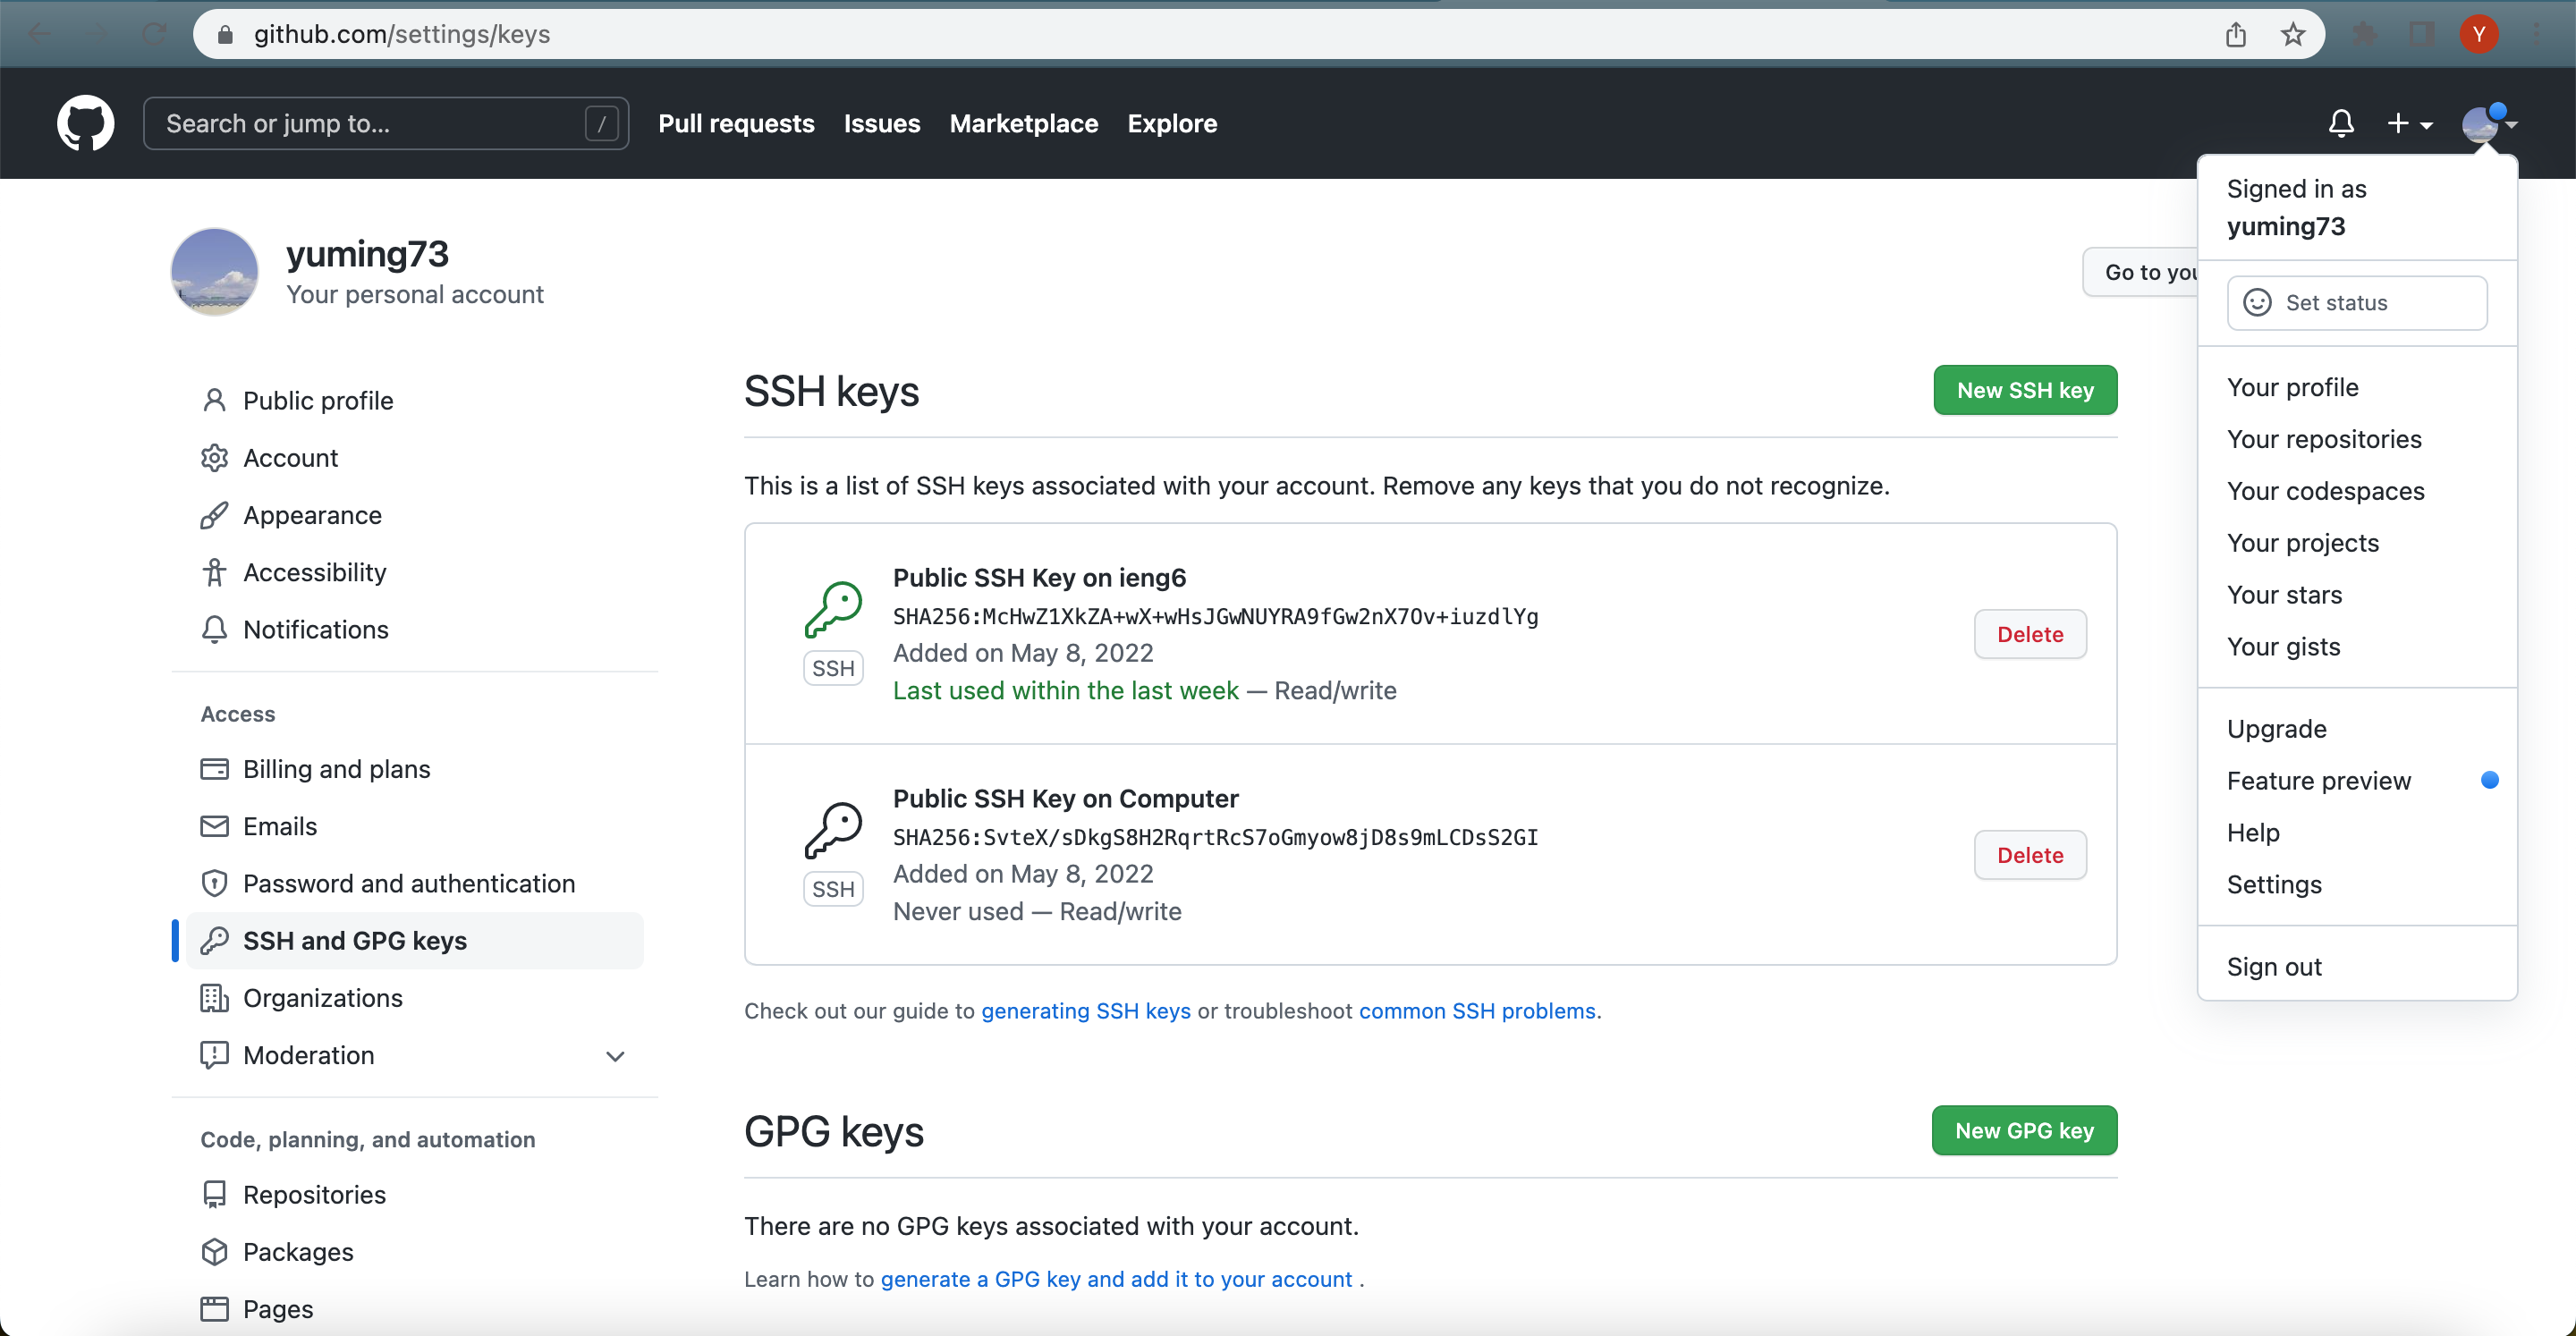 github.com/settings/keys
Y
Search or jump to...
/
Pull requests
Issues
Marketplace
Explore
Signed in as
yuming73
Set status
Your profile
Your repositories
Your codespaces
Your projects
Your stars
Your gists
Upgrade
Feature preview
Help
Settings
Sign out
yuming73
Your personal account
Go to you
Public profile
Account
Appearance
Accessibility
Notifications
Access
Billing and plans
Emails
Password and authentication
SSH and GPG keys
Organizations
Moderation
Code, planning, and automation
Repositories
Packages
Pages
SSH keys
New SSH key
This is a list of SSH keys associated with your account. Remove any keys that you do not recognize.
Public SSH Key on ieng6
SHA256:McHwZ1XkZA+wX+wHsJGwNUYRA9fGw2nX7Ov+iuzdlYg
Added on May 8, 2022
Last used within the last week — Read/write
SSH
Delete
Public SSH Key on Computer
SHA256:SvteX/sDkgS8H2RqrtRcS7oGmyow8jD8s9mLCDsS2GI
Added on May 8, 2022
Never used — Read/write
SSH
Delete
Check out our guide to generating SSH keys or troubleshoot common SSH problems.
GPG keys
New GPG key
There are no GPG keys associated with your account.
Learn how to generate a GPG key and add it to your account .